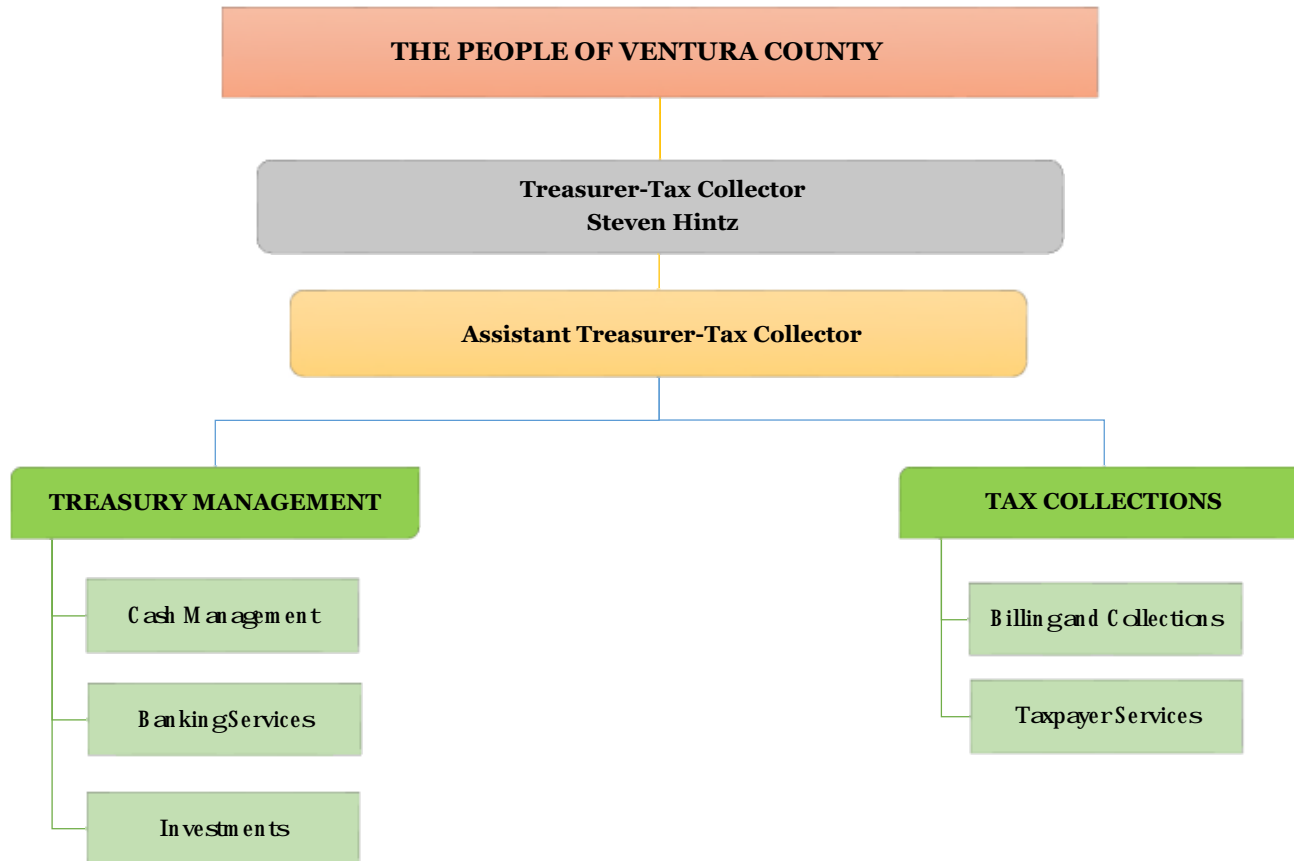 THE PEOPLE OF VENTURA COUNTY
Treasurer-Tax Collector
Steven Hintz
Assistant Treasurer-Tax Collector
TREASURY MANAGEMENT
Cash Management
Banking Services
Investments
TAX COLLECTIONS
Billing and Collections
Taxpayer Services